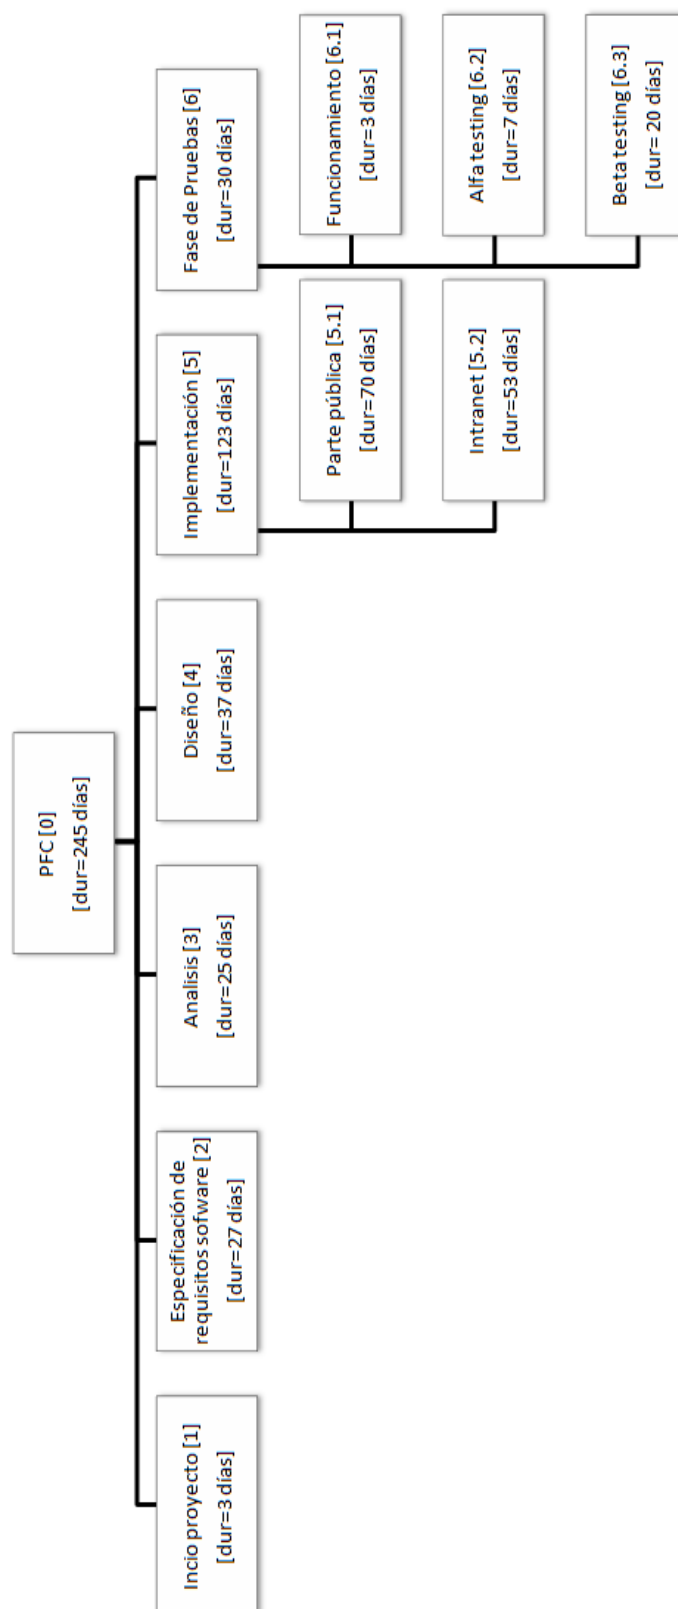 PFC [0]
[dur=245 días]
Incio proyecto [1]
[dur=3 días]
Especificación de
requisitos sofware [2]
[dur=27 días]
Analisis [3]
[dur=25 días]
Diseño [4]
[dur=37 días]
Implementación [5]
[dur=123 días]
Parte pública [5.1]
[dur=70 días]
Intranet [5.2]
[dur=53 días]
Fase de Pruebas [6]
[dur=30 días]
Funcionamiento [6.1]
[dur=3 días]
Alfa testing [6.2]
[dur=7 días]
Beta testing [6.3]
[dur= 20 días]